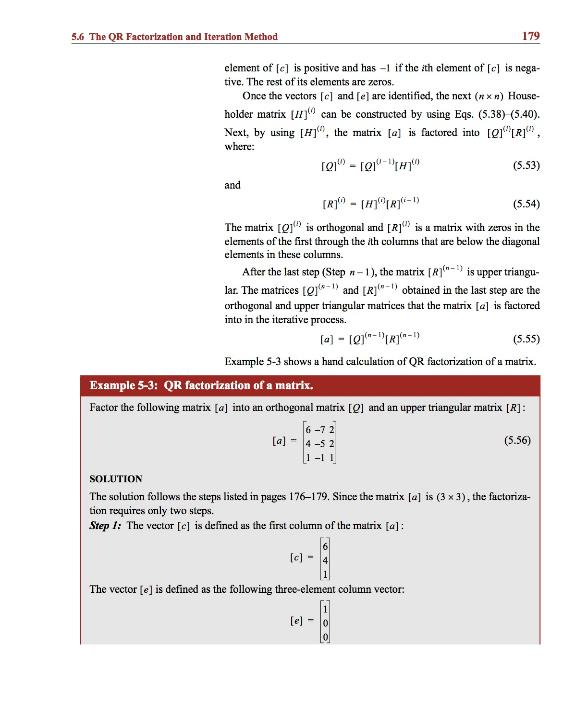 5.6 The QR Factorization and Iteration Method 179
element of [c] is positive and has −1 if the ith element of [c] is nega-
tive. The rest of its elements are zeros.
Once the vectors [c] and [e] are identified, the next (n × n) House-
holder matrix [H]^(i) can be constructed by using Eqs. (5.38)–(5.40).
Next, by using [H]^(i), the matrix [a] is factored into [Q]^(i)[R]^(i),
where:
[Q]^(i) = [Q]^(i−1)[H]^(i) (5.53)
and
[R]^(i) = [H]^(i)[R]^(i−1) (5.54)
The matrix [Q]^(i) is orthogonal and [R]^(i) is a matrix with zeros in the
elements of the first through the ith columns that are below the diagonal
elements in these columns.
After the last step (Step n − 1), the matrix [R]^(n−1) is upper triangu-
lar. The matrices [Q]^(n−1) and [R]^(n−1) obtained in the last step are the
orthogonal and upper triangular matrices that the matrix [a] is factored
into in the iterative process.
[a] = [Q]^(n−1)[R]^(n−1) (5.55)
Example 5-3 shows a hand calculation of QR factorization of a matrix.
Example 5-3: QR factorization of a matrix.
Factor the following matrix [a] into an orthogonal matrix [Q] and an upper triangular matrix [R]:
6 −7 2
[a] = 4 −5 2 (5.56)
1 −1 1
SOLUTION
The solution follows the steps listed in pages 176–179. Since the matrix [a] is (3 × 3), the factoriza-
tion requires only two steps.
Step 1: The vector [c] is defined as the first column of the matrix [a]:
6
[c] = 4
1
The vector [e] is defined as the following three-element column vector:
1
[e] = 0
0